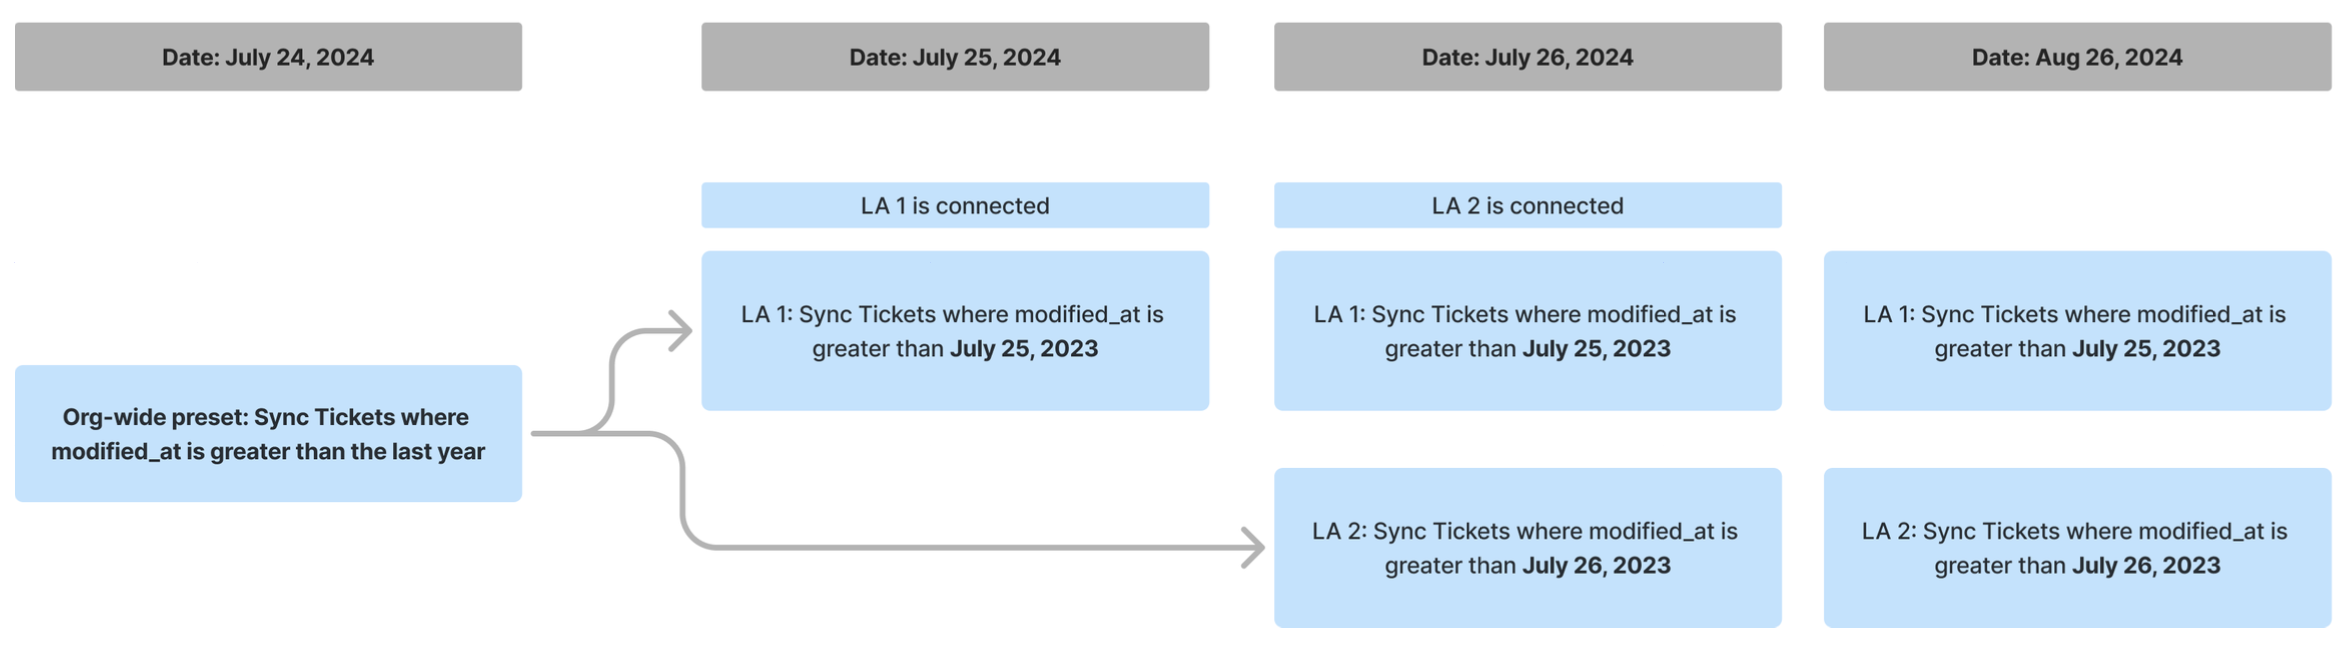 Date: July 24, 2024
Date: July 25, 2024
Date: July 26, 2024
Date: Aug 26, 2024
LA 1 is connected
LA 2 is connected
LA 1: Sync Tickets where modified_at is
greater than July 25, 2023
LA 1: Sync Tickets where modified_at is
greater than July 25, 2023
LA 1: Sync Tickets where modified_at is
greater than July 25, 2023
Org-wide preset: Sync Tickets where
modified_at is greater than the last year
LA 2: Sync Tickets where modified_at is
greater than July 26, 2023
LA 2: Sync Tickets where modified_at is
greater than July 26, 2023